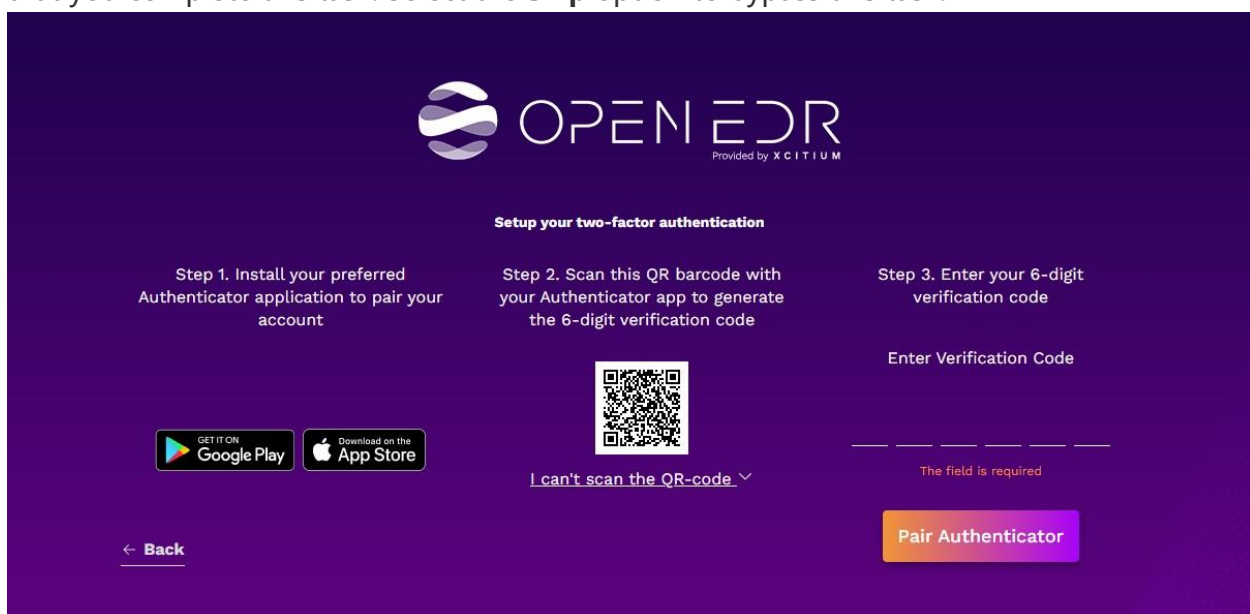 OPEN EDR
Provided by XCITIUM
Setup your two-factor authentication
Step 1. Install your preferred
Authenticator application to pair your
account
GET IT ON
Google Play
Download on the
App Store
Step 2. Scan this QR barcode with
your Authenticator app to generate
the 6-digit verification code
I can't scan the QR-code
Step 3. Enter your 6-digit
verification code
Enter Verification Code
The field is required
Pair Authenticator
← Back